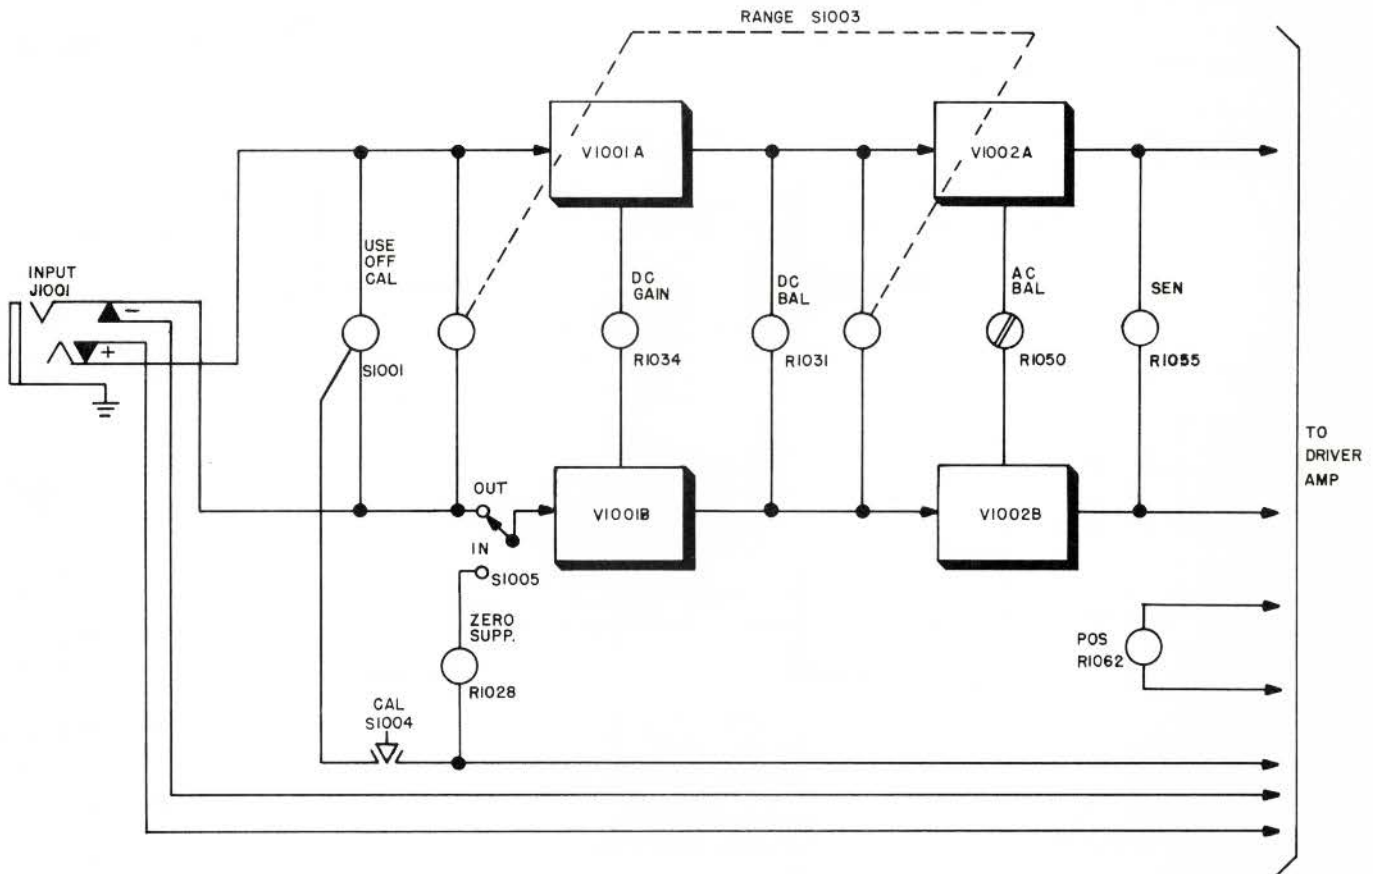 RANGE S1003
V1001A
V1002A
USE
OFF
CAL
INPUT
J1001
DC
GAIN
DC
BAL
AC
BAL
SEN
-
+
S1001
R1034
R1031
R1050
R1055
TO
DRIVER
AMP
OUT
V1001B
V1002B
IN
S1005
ZERO
SUPP.
R1028
POS
R1062
CAL
S1004